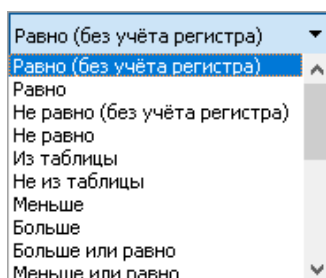 Равно (без учёта регистра)
Равно (без учёта регистра)
Равно
Не равно (без учёта регистра)
Не равно
Из таблицы
Не из таблицы
Меньше
Больше
Больше или равно
Меньше или равно